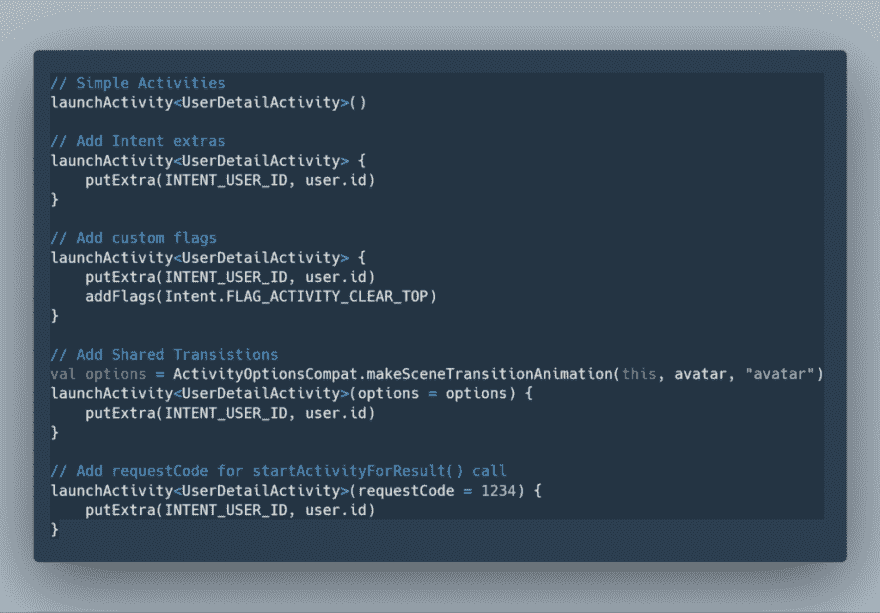 // Simple Activities
launchActivity<UserDetailActivity>()
// Add Intent extras
launchActivity<UserDetailActivity> {
    putExtra(INTENT_USER_ID, user.id)
}
// Add custom flags
launchActivity<UserDetailActivity> {
    putExtra(INTENT_USER_ID, user.id)
    addFlags(Intent.FLAG_ACTIVITY_CLEAR_TOP)
}
// Add Shared Transistions
val options = ActivityOptionsCompat.makeSceneTransitionAnimation(this, avatar, "avatar")
launchActivity<UserDetailActivity>(options = options) {
    putExtra(INTENT_USER_ID, user.id)
}
// Add requestCode for startActivityForResult() call
launchActivity<UserDetailActivity>(requestCode = 1234) {
    putExtra(INTENT_USER_ID, user.id)
}